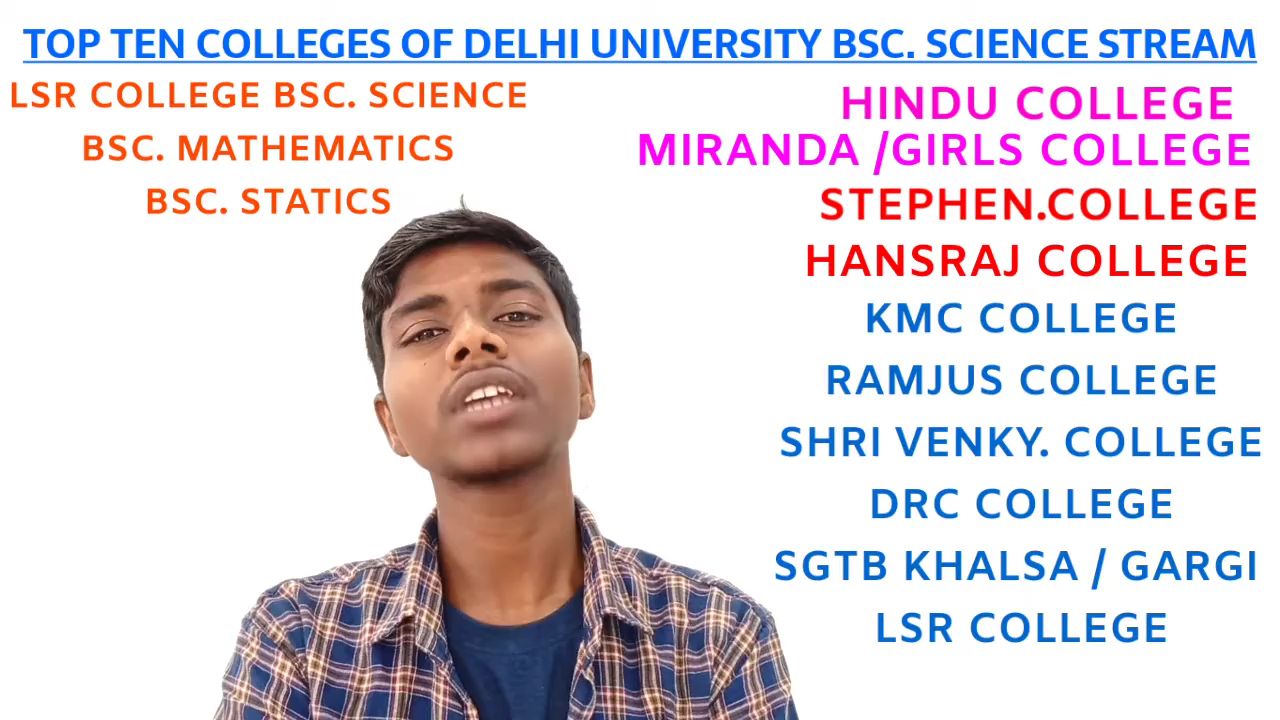 TOP TEN COLLEGES OF DELHI UNIVERSITY BSC. SCIENCE STREAM
LSR COLLEGE BSC. SCIENCE
BSC. MATHEMATICS
BSC. STATICS
HINDU COLLEGE
MIRANDA /GIRLS COLLEGE
STEPHEN.COLLEGE
HANSRAJ COLLEGE
KMC COLLEGE
RAMJUS COLLEGE
SHRI VENKY. COLLEGE
DRC COLLEGE
SGTB KHALSA / GARGI
LSR COLLEGE